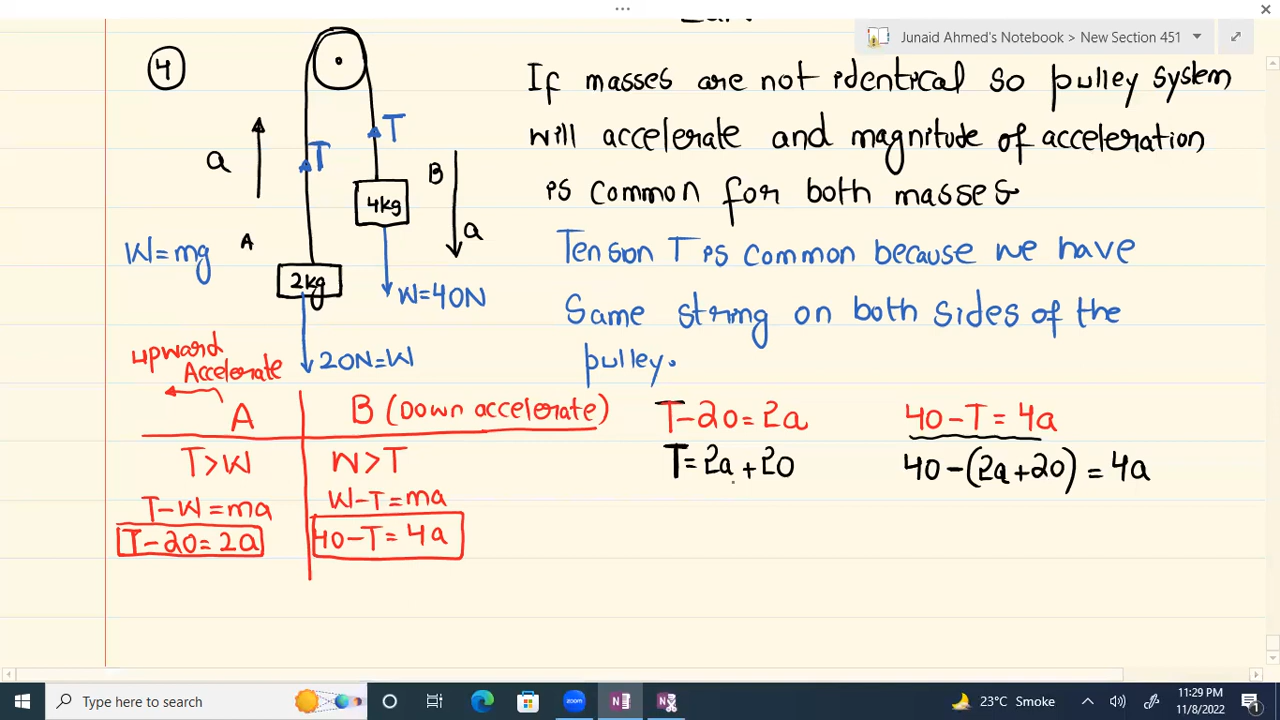 Junaid Ahmed's Notebook > New Section 451
4
If masses are not identical so pulley system
will accelerate and magnitude of acceleration
is common for both masses
Tension T is common because we have
Same string on both sides of the
pulley.
T
T
a
B
4kg
a
A
W=mg
2kg
W=40N
20N=W
upward
Accelerate
A
B (Down accelerate)
T>W
W>T
T-W=ma
W-T=ma
T-20=2a
40-T=4a
T-20=2a
40-T=4a
T=2a+20
40-(2a+20)=4a
Type here to search
23°C Smoke
11:29 PM
11/8/2022
1